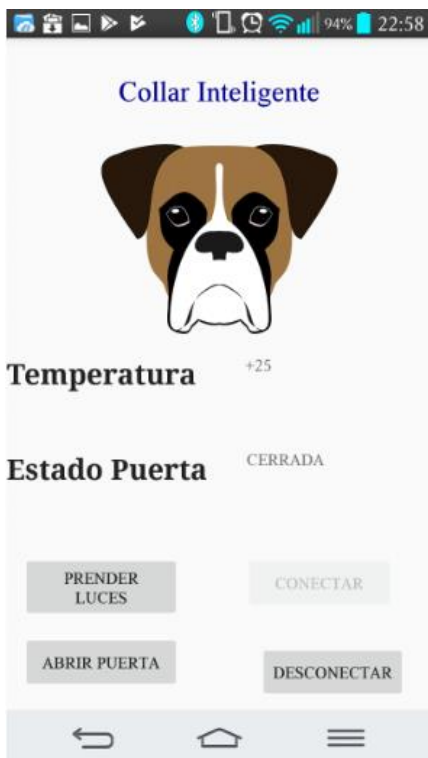 94% 22:58
Collar Inteligente
Temperatura +25
Estado Puerta CERRADA
PRENDER
LUCES
CONECTAR
ABRIR PUERTA
DESCONECTAR